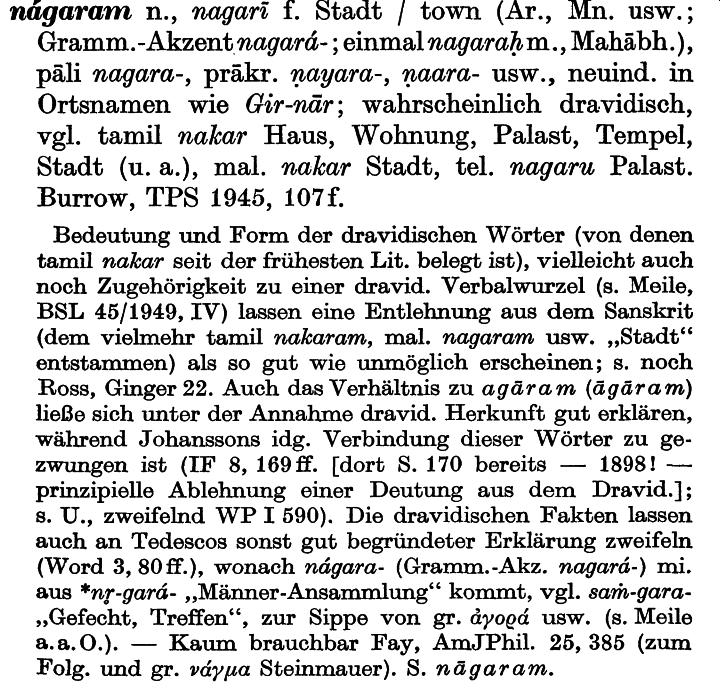 nágaram n., nagarī f. Stadt / town (Ar., Mn. usw.;
Gramm.-Akzent nagará-; einmal nagaraḥ m., Mahābh.),
pāli nagara-, prākr. ṇayara-, ṇaara- usw., neuind. in
Ortsnamen wie Gir-nār; wahrscheinlich dravidisch,
vgl. tamil nakar Haus, Wohnung, Palast, Tempel,
Stadt (u. a.), mal. nakar Stadt, tel. nagaru Palast.
Burrow, TPS 1945, 107f.
Bedeutung und Form der dravidischen Wörter (von denen
tamil nakar seit der frühesten Lit. belegt ist), vielleicht auch
noch Zugehörigkeit zu einer dravid. Verbalwurzel (s. Meile,
BSL 45/1949, IV) lassen eine Entlehnung aus dem Sanskrit
(dem vielmehr tamil nakaram, mal. nagaram usw. „Stadt“
entstammen) als so gut wie unmöglich erscheinen; s. noch
Ross, Ginger 22. Auch das Verhältnis zu agāram (āgāram)
ließe sich unter der Annahme dravid. Herkunft gut erklären,
während Johanssons idg. Verbindung dieser Wörter zu ge-
zwungen ist (IF 8, 169ff. [dort S. 170 bereits — 1898! —
prinzipielle Ablehnung einer Deutung aus dem Dravid.];
s. U., zweifelnd WP I 590). Die dravidischen Fakten lassen
auch an Tedescos sonst gut begründeter Erklärung zweifeln
(Word 3, 80ff.), wonach nágara- (Gramm.-Akz. nagará-) mi.
aus *nṛ-gará- „Männer-Ansammlung“ kommt, vgl. saṁ-gara-
„Gefecht, Treffen“, zur Sippe von gr. ἀγορά usw. (s. Meile
a.a.O.). — Kaum brauchbar Fay, AmJPhil. 25, 385 (zum
Folg. und gr. νάγμα Steinmauer). S. nāgaram.